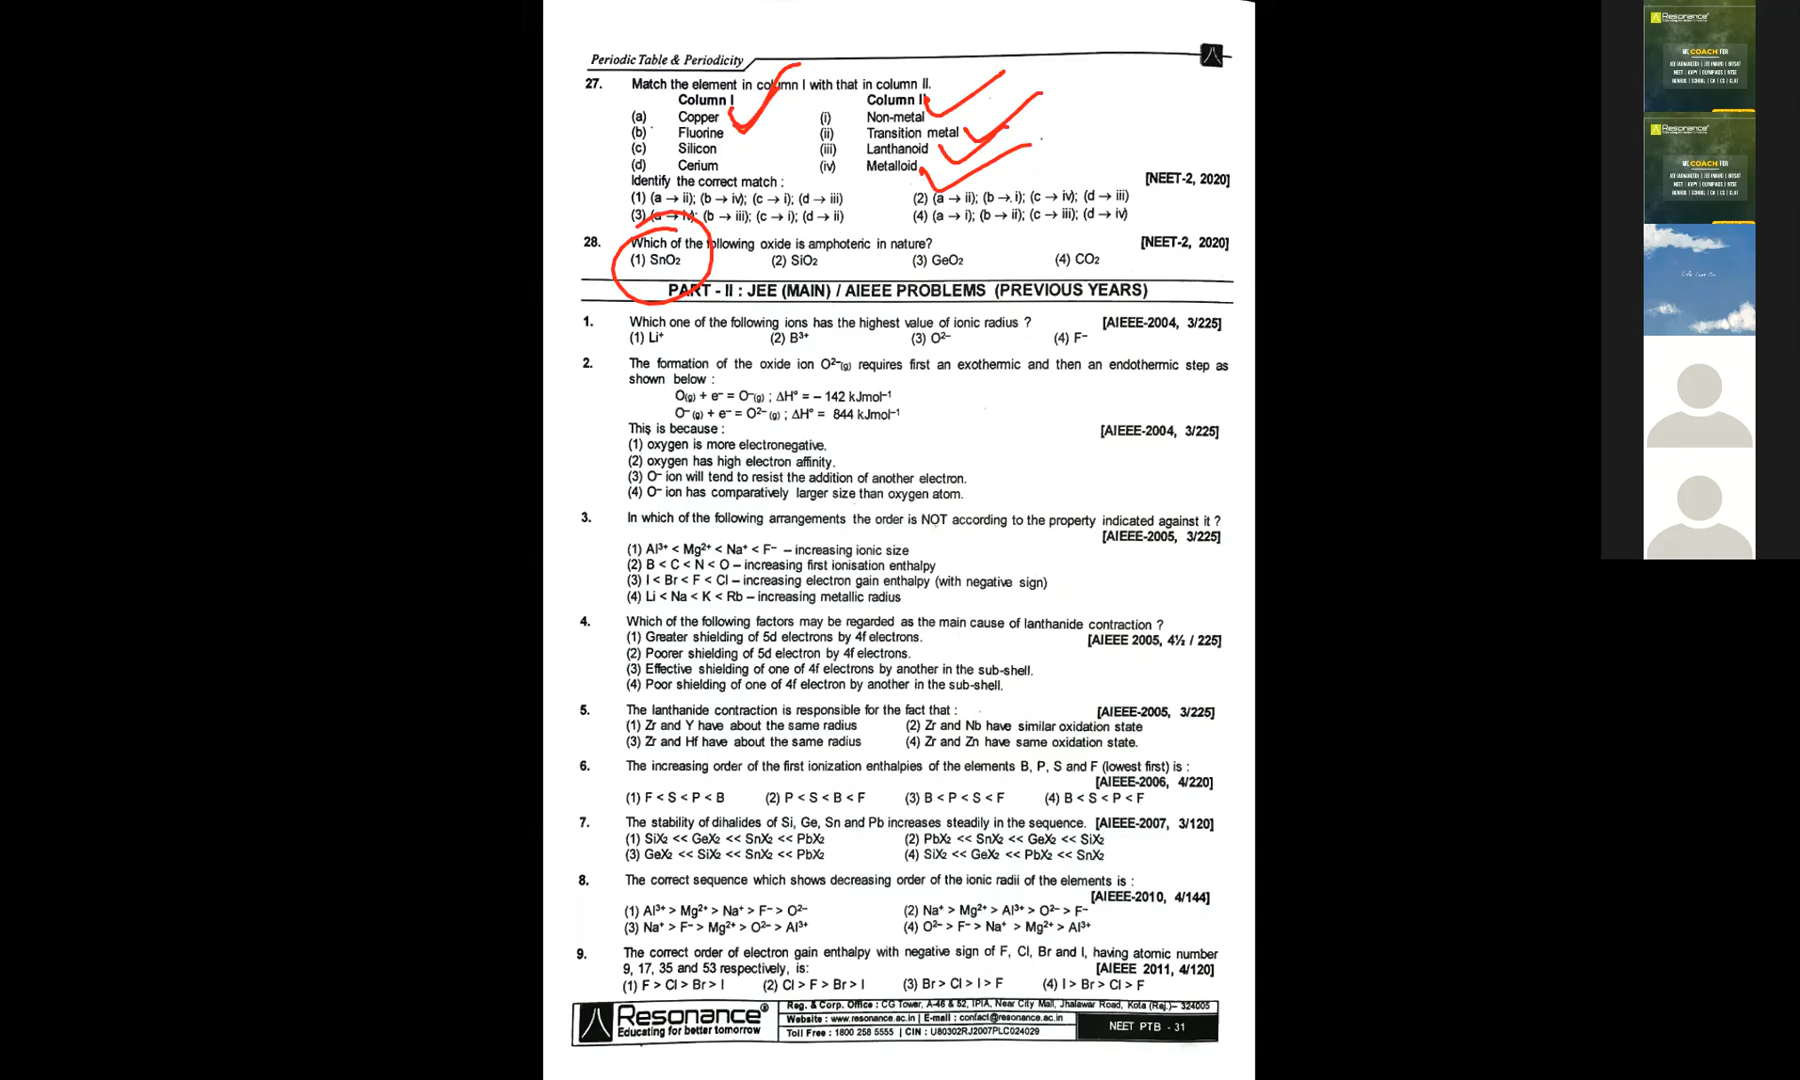 Periodic Table & Periodicity
27. Match the element in column I with that in column II.
Column I Column II
(a) Copper (i) Non-metal
(b) Fluorine (ii) Transition metal
(c) Silicon (iii) Lanthanoid
(d) Cerium (iv) Metalloid
Identify the correct match : [NEET-2, 2020]
(1) (a → ii); (b → iv); (c → i); (d → iii) (2) (a → ii); (b → i); (c → iv); (d → iii)
(3) (a → iv); (b → iii); (c → i); (d → ii) (4) (a → i); (b → ii); (c → iii); (d → iv)
28. Which of the following oxide is amphoteric in nature? [NEET-2, 2020]
(1) SnO₂ (2) SiO₂ (3) GeO₂ (4) CO₂
PART - II : JEE (MAIN) / AIEEE PROBLEMS (PREVIOUS YEARS)
1. Which one of the following ions has the highest value of ionic radius ? [AIEEE-2004, 3/225]
(1) Li⁺ (2) B³⁺ (3) O²⁻ (4) F⁻
2. The formation of the oxide ion O²⁻(g) requires first an exothermic and then an endothermic step as
shown below :
O(g) + e⁻ = O⁻(g) ; ΔH° = – 142 kJmol⁻¹
O⁻ (g) + e⁻ = O²⁻ (g) ; ΔH° = 844 kJmol⁻¹
This is because : [AIEEE-2004, 3/225]
(1) oxygen is more electronegative.
(2) oxygen has high electron affinity.
(3) O⁻ ion will tend to resist the addition of another electron.
(4) O⁻ ion has comparatively larger size than oxygen atom.
3. In which of the following arrangements the order is NOT according to the property indicated against it ?
[AIEEE-2005, 3/225]
(1) Al³⁺ < Mg²⁺ < Na⁺ < F⁻ – increasing ionic size
(2) B < C < N < O – increasing first ionisation enthalpy
(3) I < Br < F < Cl – increasing electron gain enthalpy (with negative sign)
(4) Li < Na < K < Rb – increasing metallic radius
4. Which of the following factors may be regarded as the main cause of lanthanide contraction ?
(1) Greater shielding of 5d electrons by 4f electrons. [AIEEE 2005, 4½ / 225]
(2) Poorer shielding of 5d electron by 4f electrons.
(3) Effective shielding of one of 4f electrons by another in the sub-shell.
(4) Poor shielding of one of 4f electron by another in the sub-shell.
5. The lanthanide contraction is responsible for the fact that : [AIEEE-2005, 3/225]
(1) Zr and Y have about the same radius (2) Zr and Nb have similar oxidation state
(3) Zr and Hf have about the same radius (4) Zr and Zn have same oxidation state.
6. The increasing order of the first ionization enthalpies of the elements B, P, S and F (lowest first) is :
[AIEEE-2006, 4/220]
(1) F < S < P < B (2) P < S < B < F (3) B < P < S < F (4) B < S < P < F
7. The stability of dihalides of Si, Ge, Sn and Pb increases steadily in the sequence. [AIEEE-2007, 3/120]
(1) SiX₂ << GeX₂ << SnX₂ << PbX₂ (2) PbX₂ << SnX₂ << GeX₂ << SiX₂
(3) GeX₂ << SiX₂ << SnX₂ << PbX₂ (4) SiX₂ << GeX₂ << PbX₂ << SnX₂
8. The correct sequence which shows decreasing order of the ionic radii of the elements is :
[AIEEE-2010, 4/144]
(1) Al³⁺ > Mg²⁺ > Na⁺ > F⁻ > O²⁻ (2) Na⁺ > Mg²⁺ > Al³⁺ > O²⁻ > F⁻
(3) Na⁺ > F⁻ > Mg²⁺ > O²⁻ > Al³⁺ (4) O²⁻ > F⁻ > Na⁺ > Mg²⁺ > Al³⁺
9. The correct order of electron gain enthalpy with negative sign of F, Cl, Br and I, having atomic number
9, 17, 35 and 53 respectively, is: [AIEEE 2011, 4/120]
(1) F > Cl > Br > I (2) Cl > F > Br > I (3) Br > Cl > I > F (4) I > Br > Cl > F
Resonance®
Educating for better tomorrow
Reg. & Corp. Office : CG Tower, A-46 & 52, IPIA, Near City Mall, Jhalawar Road, Kota (Raj.)– 324005
Website : www.resonance.ac.in | E-mail : contact@resonance.ac.in
Toll Free : 1800 258 5555 | CIN : U80302RJ2007PLC024029
NEET PTB - 31
Resonance
WE COACH FOR
Resonance
WE COACH FOR